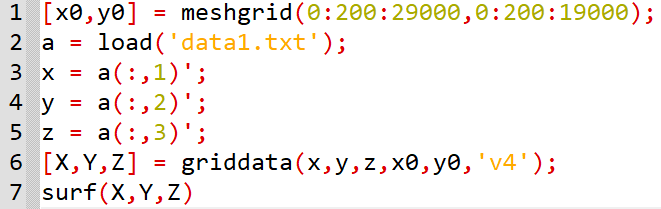 1 [x0,y0] = meshgrid(0:200:29000,0:200:19000);
2 a = load('data1.txt');
3 x = a(:,1)';
4 y = a(:,2)';
5 z = a(:,3)';
6 [X,Y,Z] = griddata(x,y,z,x0,y0,'v4');
7 surf(X,Y,Z)